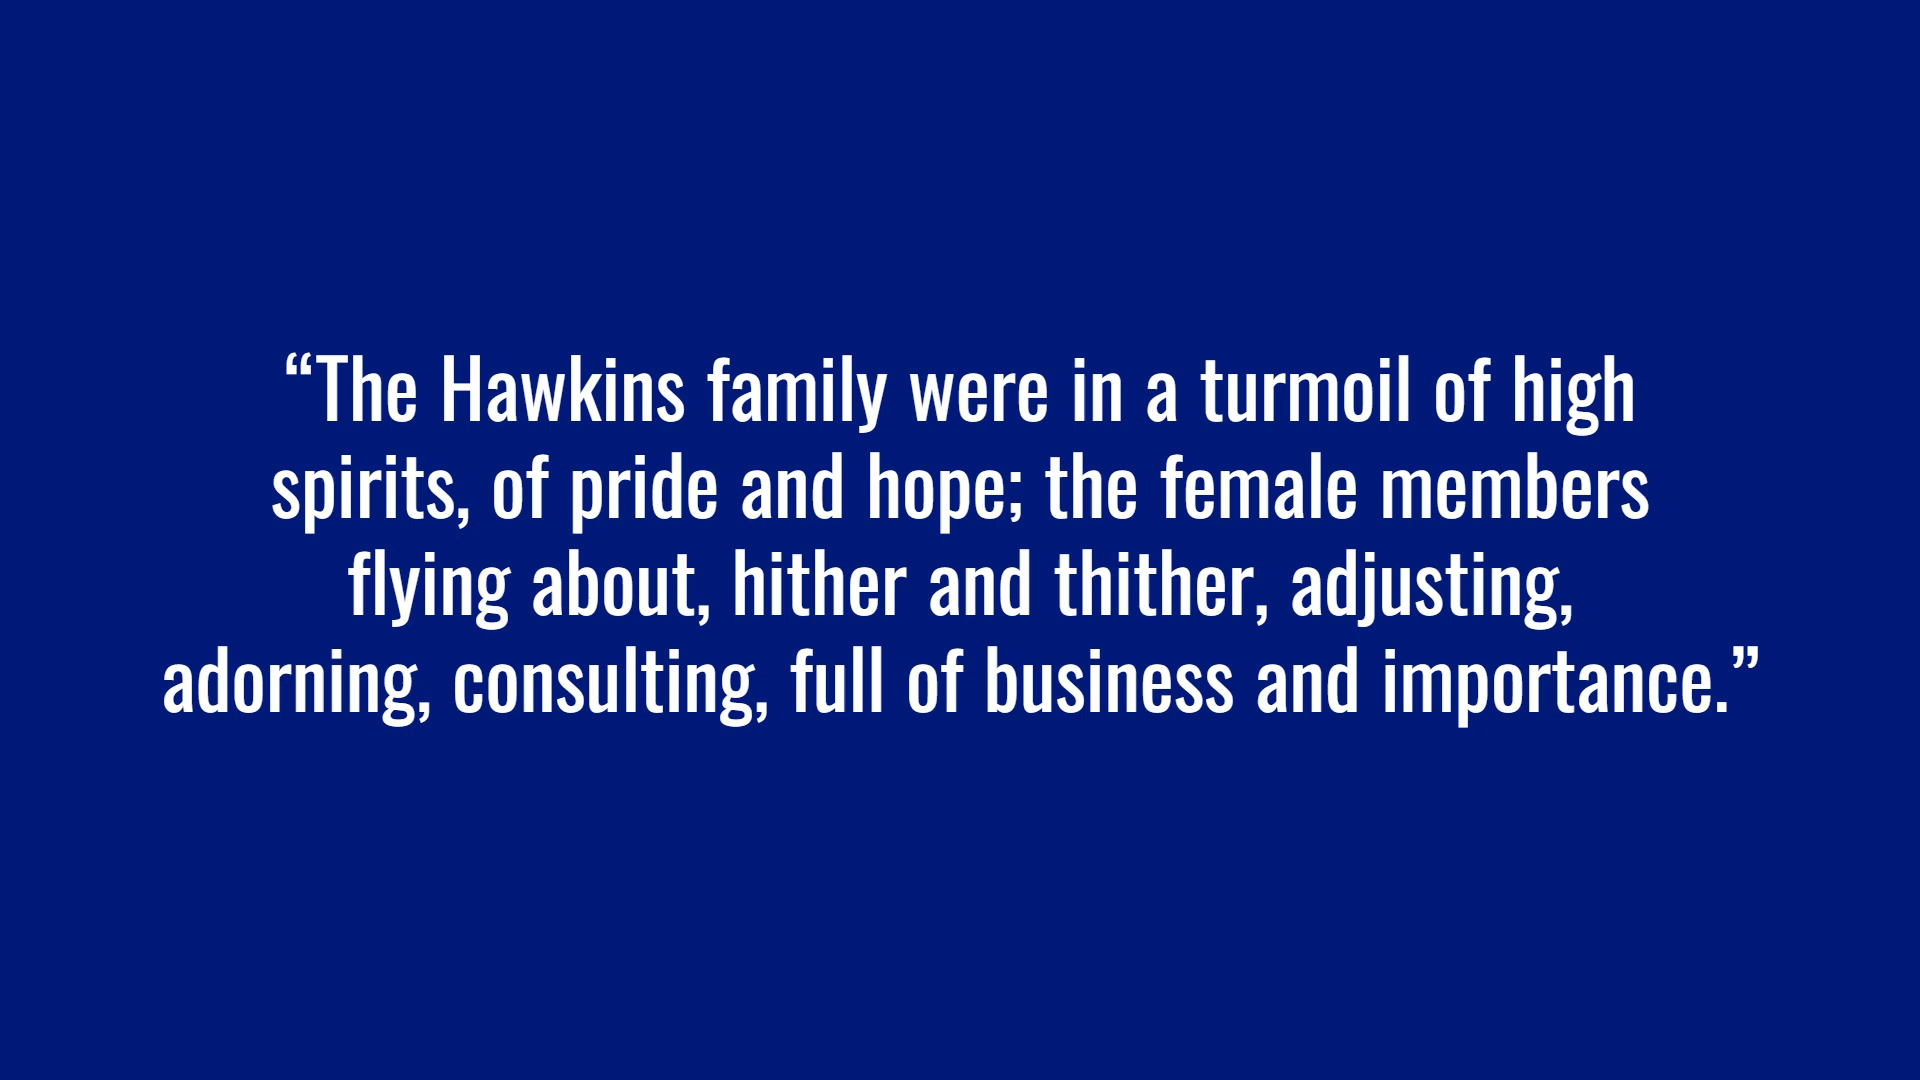 “The Hawkins family were in a turmoil of high
spirits, of pride and hope; the female members
flying about, hither and thither, adjusting,
adorning, consulting, full of business and importance.”